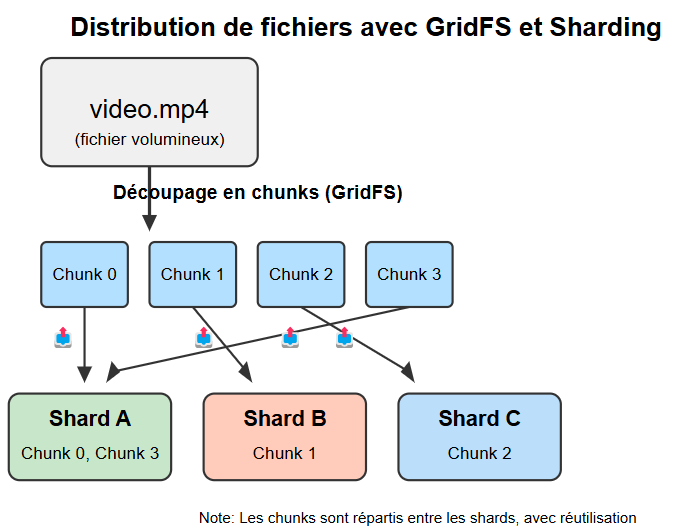 Distribution de fichiers avec GridFS et Sharding
video.mp4
(fichier volumineux)
Découpage en chunks (GridFS)
Chunk 0
Chunk 1
Chunk 2
Chunk 3
Shard A
Chunk 0, Chunk 3
Shard B
Chunk 1
Shard C
Chunk 2
Note: Les chunks sont répartis entre les shards, avec réutilisation